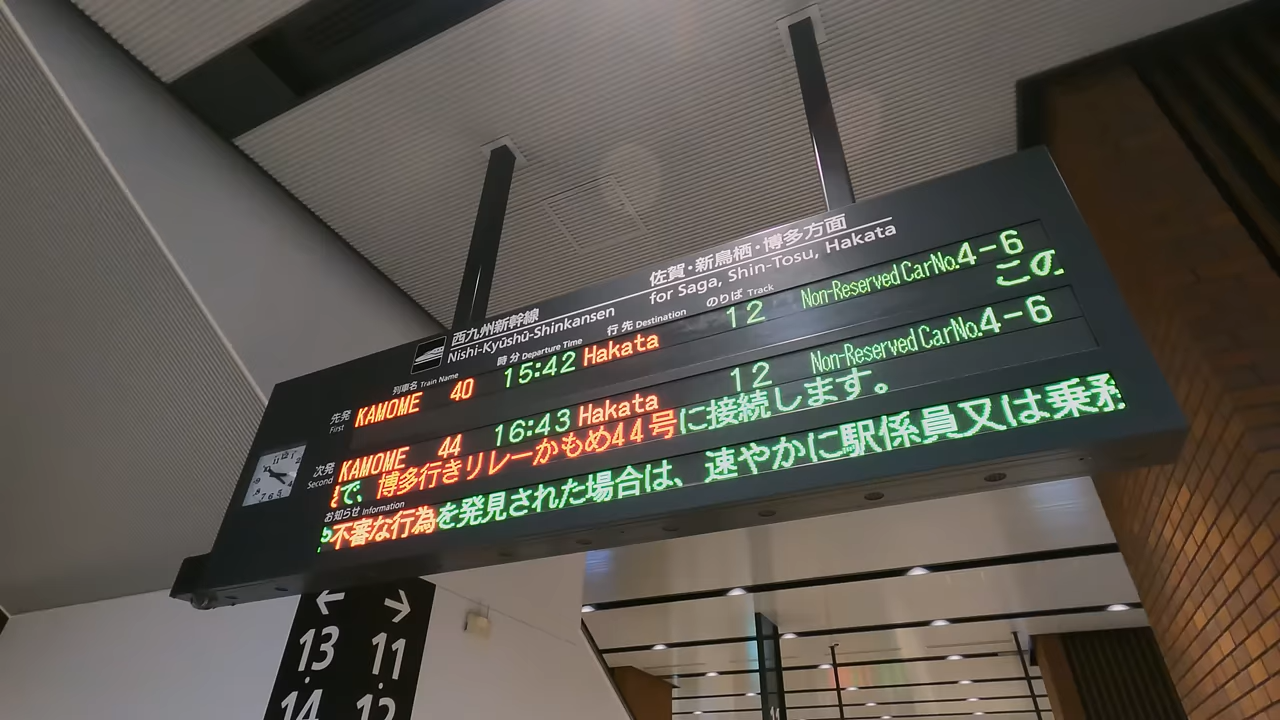 西九州新幹線 佐賀・新鳥栖・博多方面
Nishi-Kyūshū-Shinkansen for Saga, Shin-Tosu, Hakata
列車名 Train Name 時分 Departure Time 行先 Destination のりば Track
先発 First KAMOME 40 15:42 Hakata 12 Non-Reserved CarNo.4-6
この
次発 Second KAMOME 44 16:43 Hakata 12 Non-Reserved CarNo.4-6
で、博多行きリレーかもめ44号に接続します。
お知らせ Information
不審な行為を発見された場合は、速やかに駅係員又は乗務
← →
13 11
14 12